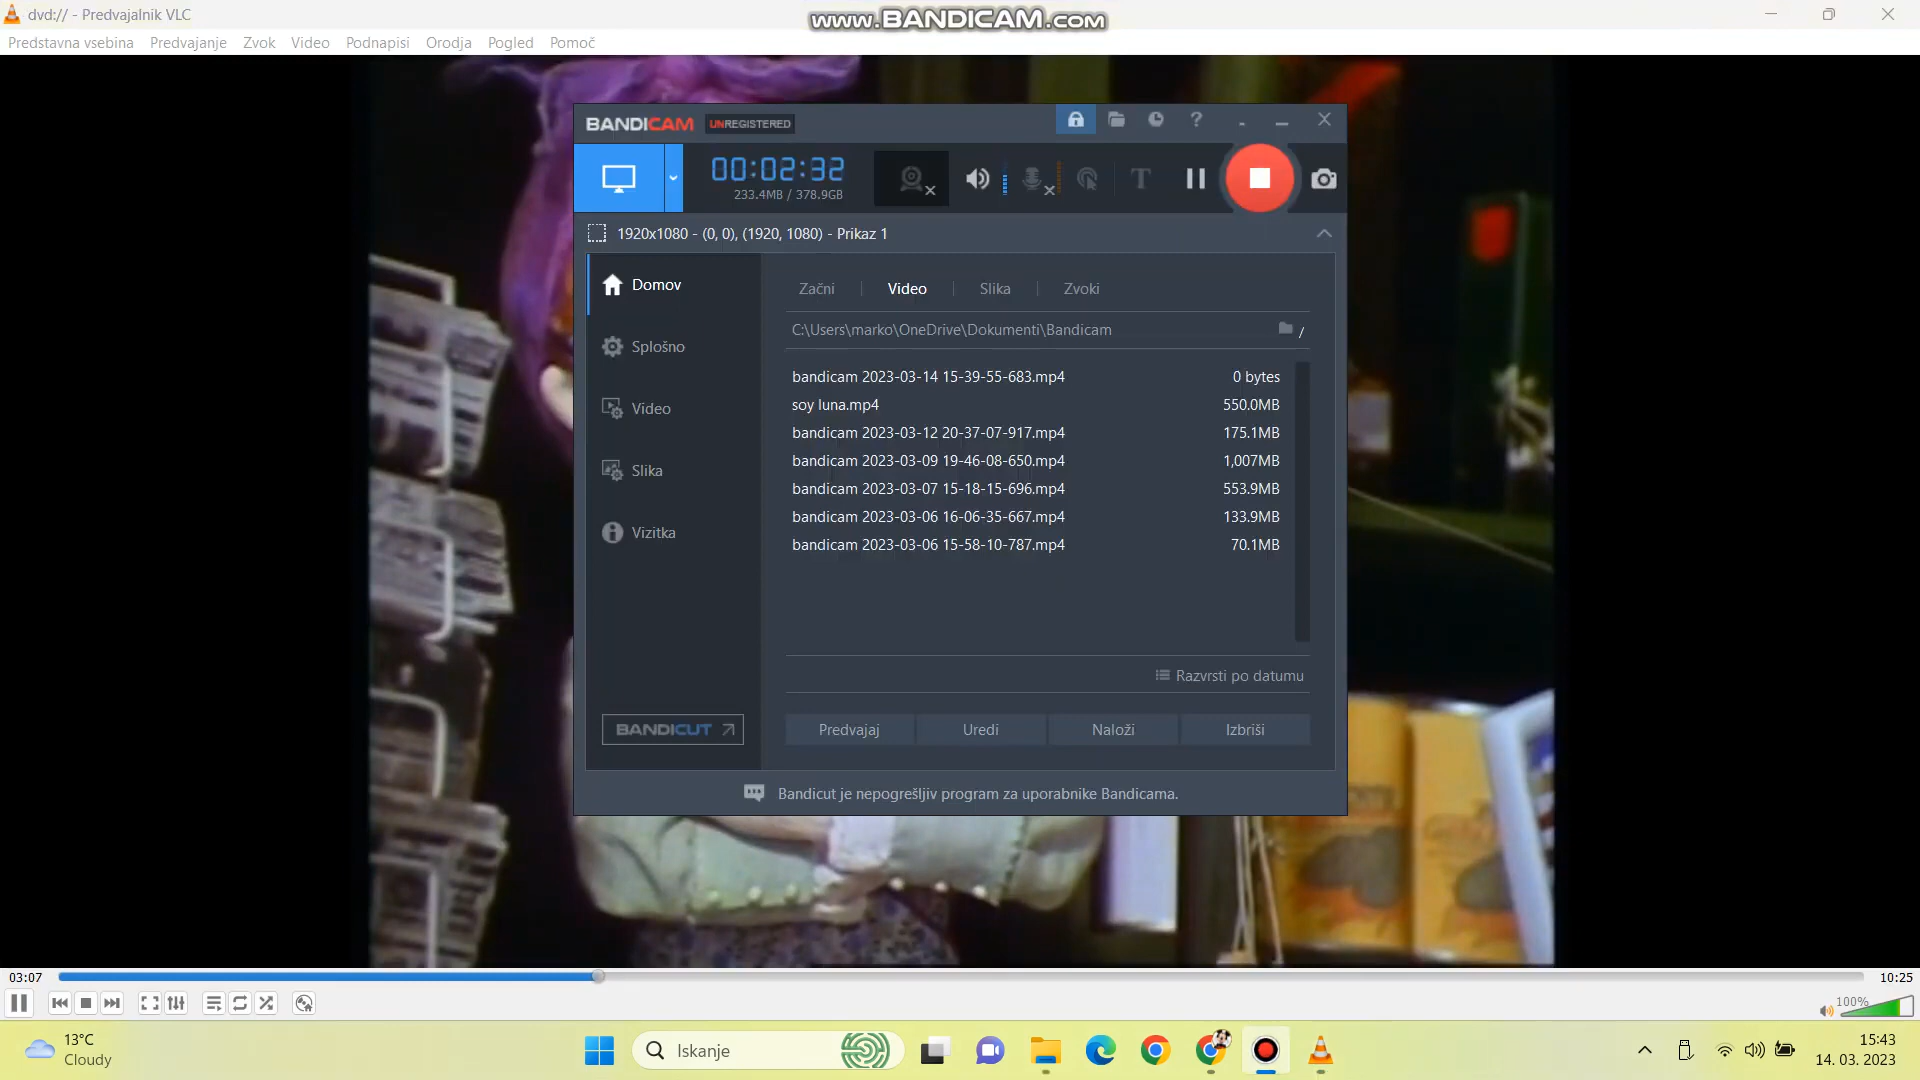 dvd:// - Predvajalnik VLC
www.BANDICAM.com
Predstavna vsebina Predvajanje Zvok Video Podnapisi Orodja Pogled Pomoč
BANDICAM UNREGISTERED
00:02:32
233.4MB / 378.9GB
1920x1080 - (0, 0), (1920, 1080) - Prikaz 1
Domov
Splošno
Video
Slika
Vizitka
BANDICUT
Začni Video Slika Zvoki
C:\Users\marko\OneDrive\Dokumenti\Bandicam
bandicam 2023-03-14 15-39-55-683.mp4 0 bytes
soy luna.mp4 550.0MB
bandicam 2023-03-12 20-37-07-917.mp4 175.1MB
bandicam 2023-03-09 19-46-08-650.mp4 1,007MB
bandicam 2023-03-07 15-18-15-696.mp4 553.9MB
bandicam 2023-03-06 16-06-35-667.mp4 133.9MB
bandicam 2023-03-06 15-58-10-787.mp4 70.1MB
Razvrsti po datumu
Predvajaj Uredi Naloži Izbriši
Bandicut je nepogrešljiv program za uporabnike Bandicama.
03:07 10:25
100%
13°C
Cloudy
Iskanje
15:43
14. 03. 2023